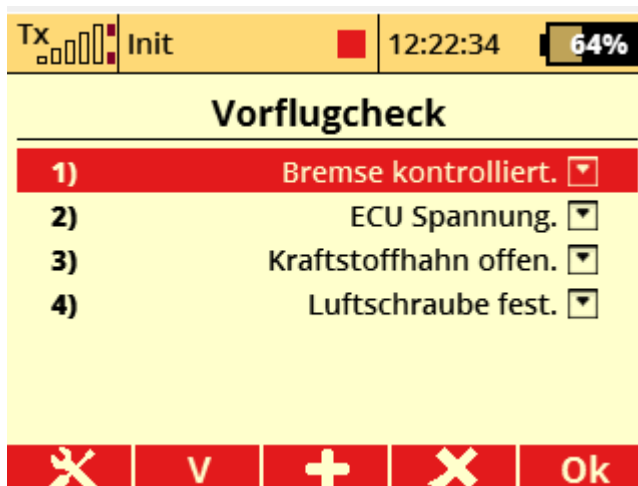 Tx Init 12:22:34 64%
Vorflugcheck
1) Bremse kontrolliert.
2) ECU Spannung.
3) Kraftstoffhahn offen.
4) Luftschraube fest.
V Ok